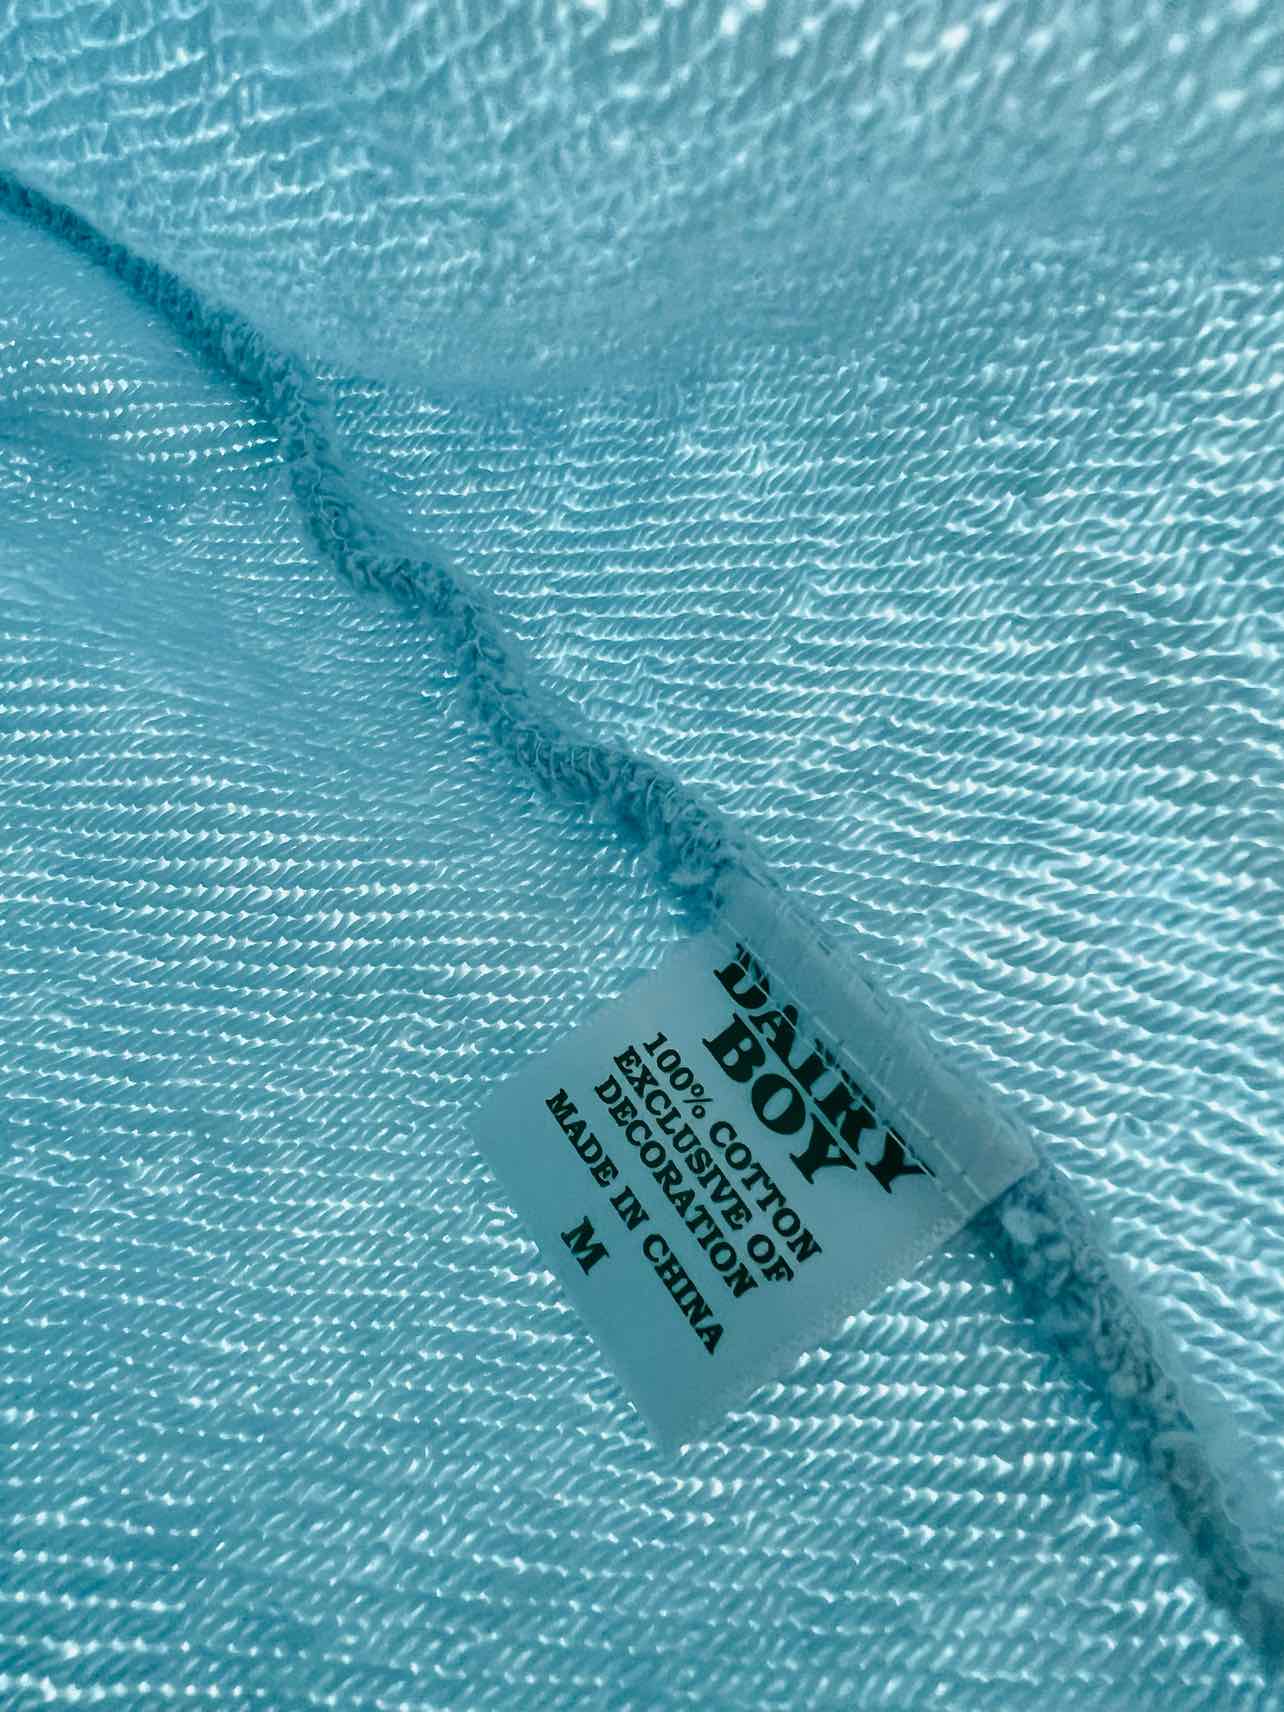 DAIRY
BOY
100% COTTON
EXCLUSIVE OF
DECORATION
MADE IN CHINA
M